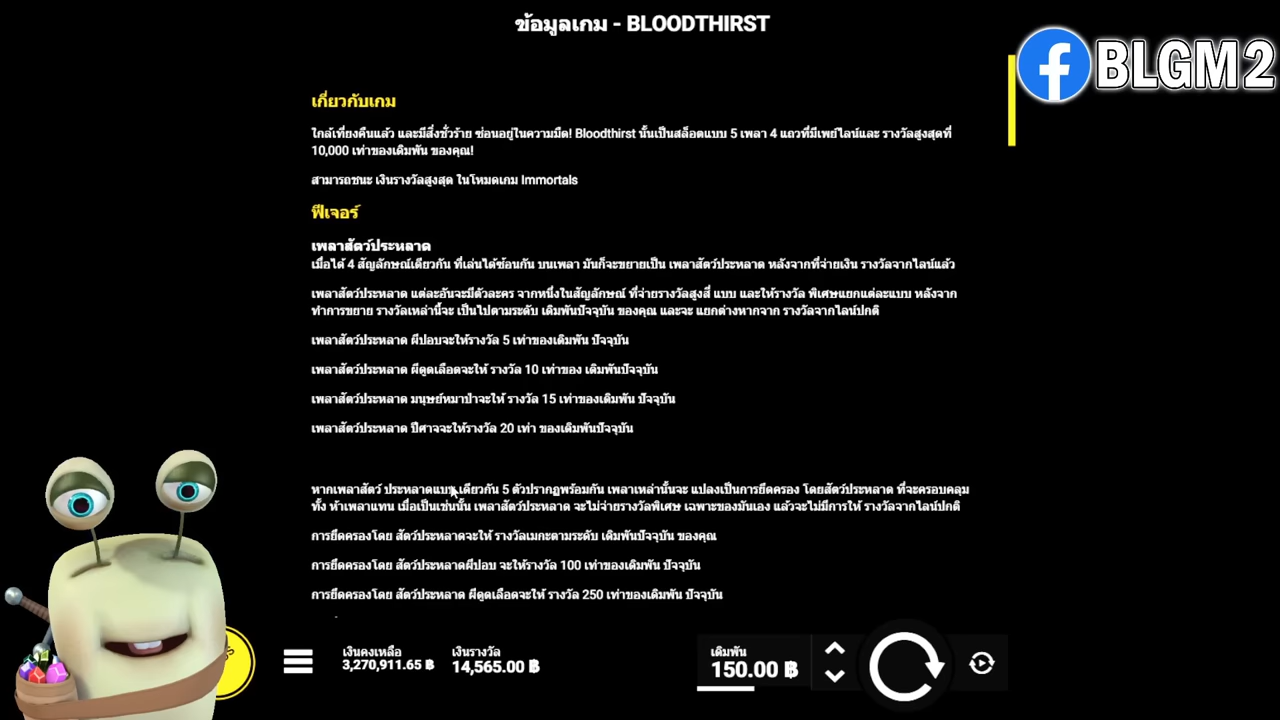 ข้อมูลเกม - BLOODTHIRST
BLGM2
เกี่ยวกับเกม
ใกล้เที่ยงคืนแล้ว และมีสิ่งชั่วร้าย ซ่อนอยู่ในความมืด! Bloodthirst นั้นเป็นสล็อตแบบ 5 เพลา 4 แถวที่มีเพย์ไลน์และ รางวัลสูงสุดที่
10,000 เท่าของเดิมพัน ของคุณ!
สามารถชนะ เงินรางวัลสูงสุด ในโหมดเกม Immortals
ฟีเจอร์
เพลาสัตว์ประหลาด
เมื่อได้ 4 สัญลักษณ์เดียวกัน ที่เล่นได้ซ้อนกัน บนเพลา มันก็จะขยายเป็น เพลาสัตว์ประหลาด หลังจากที่จ่ายเงิน รางวัลจากไลน์แล้ว
เพลาสัตว์ประหลาด แต่ละอันจะมีตัวละคร จากหนึ่งในสัญลักษณ์ ที่จ่ายรางวัลสูงสี่ แบบ และให้รางวัล พิเศษแยกแต่ละแบบ หลังจาก
ทำการขยาย รางวัลเหล่านี้จะ เป็นไปตามระดับ เดิมพันปัจจุบัน ของคุณ และจะ แยกต่างหากจาก รางวัลจากไลน์ปกติ
เพลาสัตว์ประหลาด ผีปอบจะให้รางวัล 5 เท่าของเดิมพัน ปัจจุบัน
เพลาสัตว์ประหลาด ผีดูดเลือดจะให้ รางวัล 10 เท่าของ เดิมพันปัจจุบัน
เพลาสัตว์ประหลาด มนุษย์หมาป่าจะให้ รางวัล 15 เท่าของเดิมพัน ปัจจุบัน
เพลาสัตว์ประหลาด ปีศาจจะให้รางวัล 20 เท่า ของเดิมพันปัจจุบัน
หากเพลาสัตว์ ประหลาดแบบเดียวกัน 5 ตัวปรากฏพร้อมกัน เพลาเหล่านั้นจะ แปลงเป็นการยึดครอง โดยสัตว์ประหลาด ที่จะครอบคลุม
ทั้ง ห้าเพลาแทน เมื่อเป็นเช่นนั้น เพลาสัตว์ประหลาด จะไม่จ่ายรางวัลพิเศษ เฉพาะของมันเอง แล้วจะไม่มีการให้ รางวัลจากไลน์ปกติ
การยึดครองโดย สัตว์ประหลาดจะให้ รางวัลเมกะตามระดับ เดิมพันปัจจุบัน ของคุณ
การยึดครองโดย สัตว์ประหลาดผีปอบ จะให้รางวัล 100 เท่าของเดิมพัน ปัจจุบัน
การยึดครองโดย สัตว์ประหลาด ผีดูดเลือดจะให้ รางวัล 250 เท่าของเดิมพัน ปัจจุบัน
เงินคงเหลือ
3,270,911.65 ฿
เงินรางวัล
14,565.00 ฿
เดิมพัน
150.00 ฿